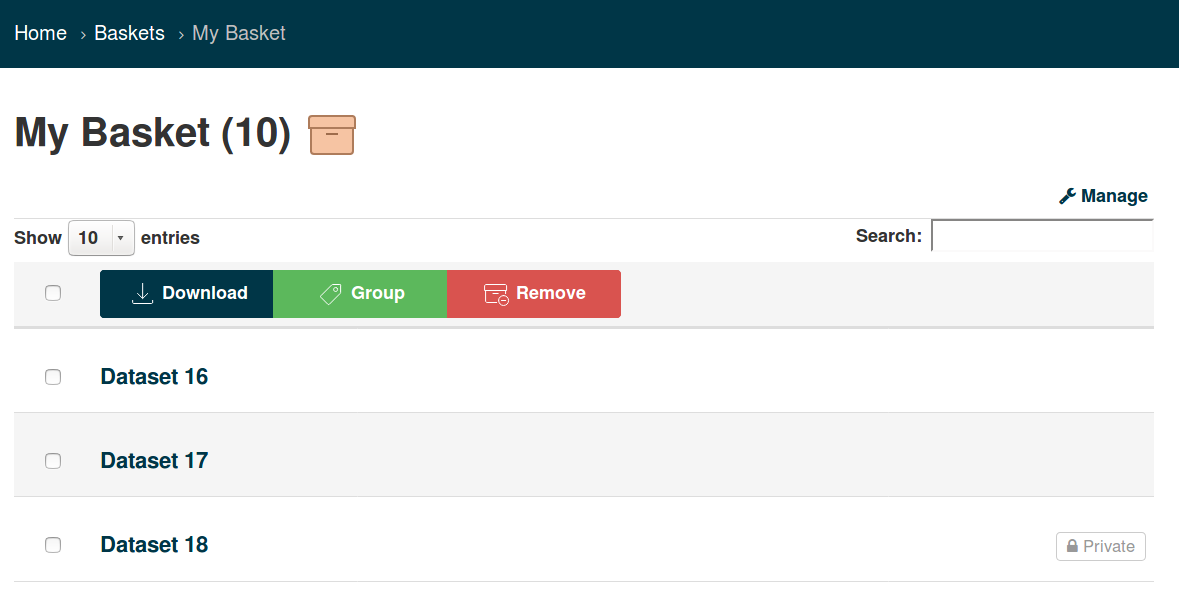 Home › Baskets › My Basket
My Basket (10)
Manage
Show 10 entries Search:
Download Group Remove
Dataset 16
Dataset 17
Dataset 18 Private